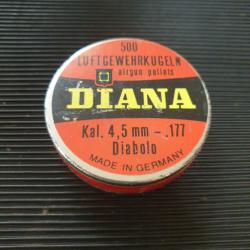 500
LUFTGEWEHRKUGELN
airgun pellets
DIANA
Kal. 4,5 mm – .177
Diabolo
MADE IN GERMANY